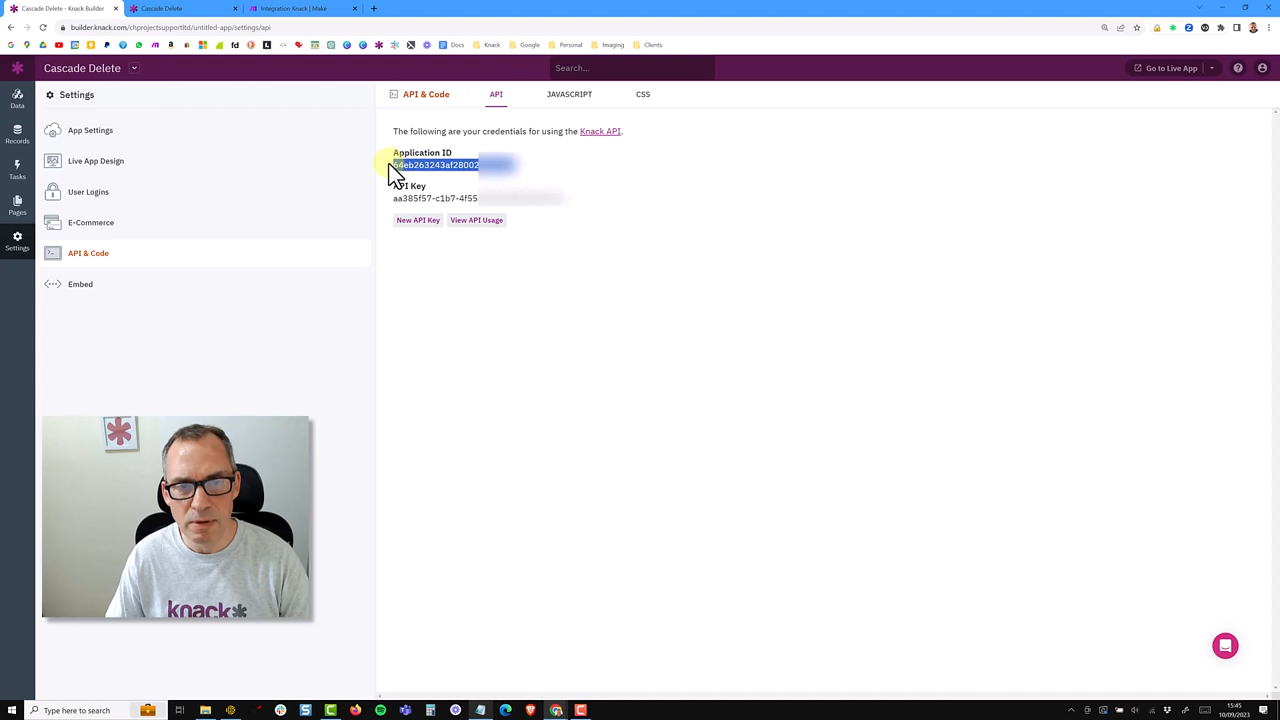 Cascade Delete - Knack Builder
Cascade Delete
Integration Knack | Make
builder.knack.com/chprojectsupportltd/untitled-app/settings/api
Docs
Knack
Google
Personal
Imaging
Clients
Cascade Delete
Search...
Go to Live App
Data
Records
Tasks
Pages
Settings
Settings
App Settings
Live App Design
User Logins
E-Commerce
API & Code
Embed
API & Code
API
JAVASCRIPT
CSS
The following are your credentials for using the Knack API.
Application ID
64eb263243af28002
API Key
aa385f57-c1b7-4f55
New API Key
View API Usage
knack
Type here to search
15:45
10/09/2023